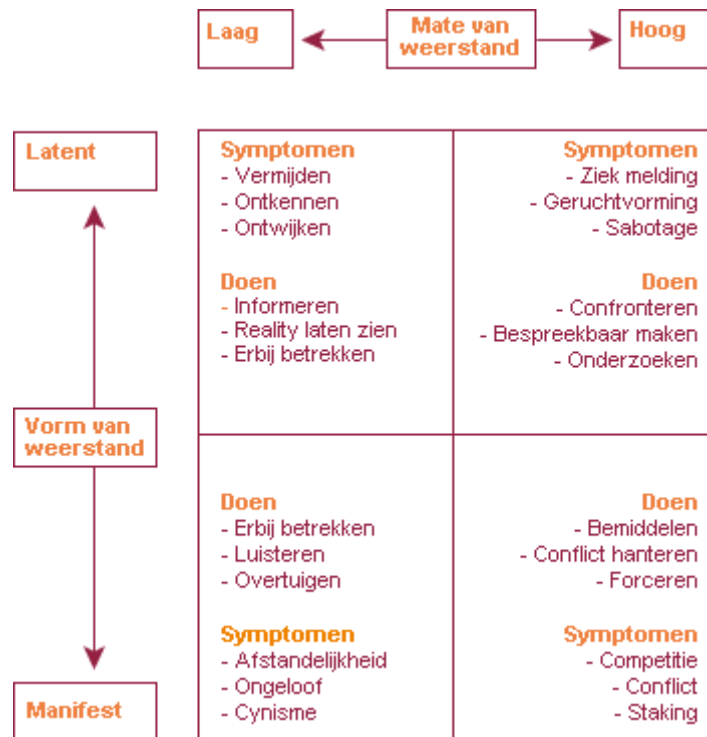 Laag
Mate van
weerstand
Hoog
Latent
Symptomen
- Vermijden
- Ontkennen
- Ontwijken
Doen
- Informeren
- Reality laten zien
- Erbij betrekken
Symptomen
- Ziek melding
- Geruchtvorming
- Sabotage
Doen
- Confronteren
- Bespreekbaar maken
- Onderzoeken
Vorm van
weerstand
Doen
- Erbij betrekken
- Luisteren
- Overtuigen
Symptomen
- Afstandelijkheid
- Ongeloof
- Cynisme
Doen
- Bemiddelen
- Conflict hanteren
- Forceren
Symptomen
- Competitie
- Conflict
- Staking
Manifest